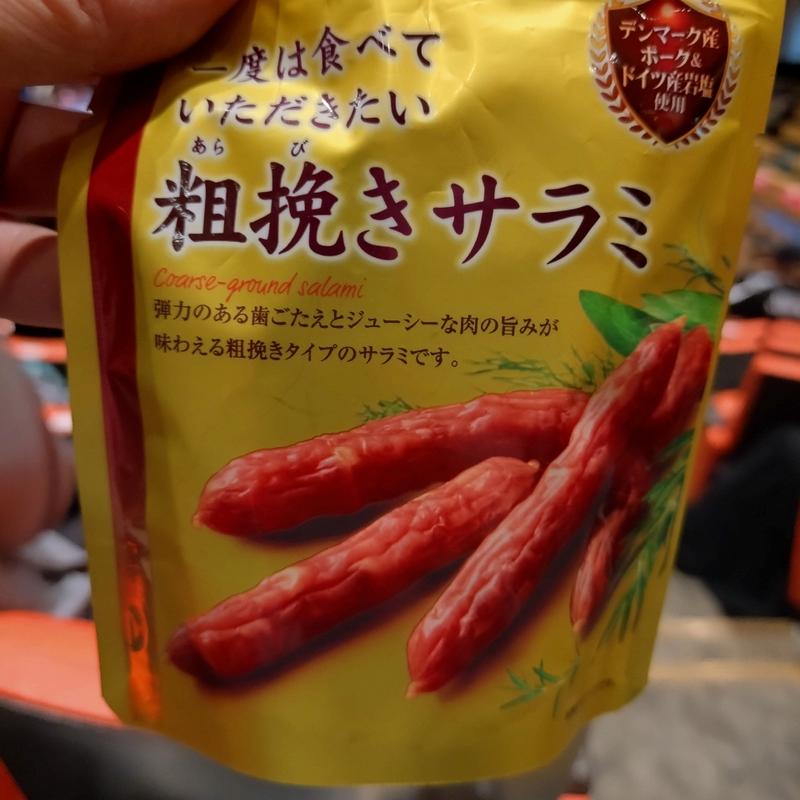 一度は食べて
いただきたい
あらび
粗挽きサラミ
Coarse-ground salami
弾力のある歯ごたえとジューシーな肉の旨みが
味わえる粗挽きタイプのサラミです。
デンマーク産
ポーク&
ドイツ産岩塩
使用